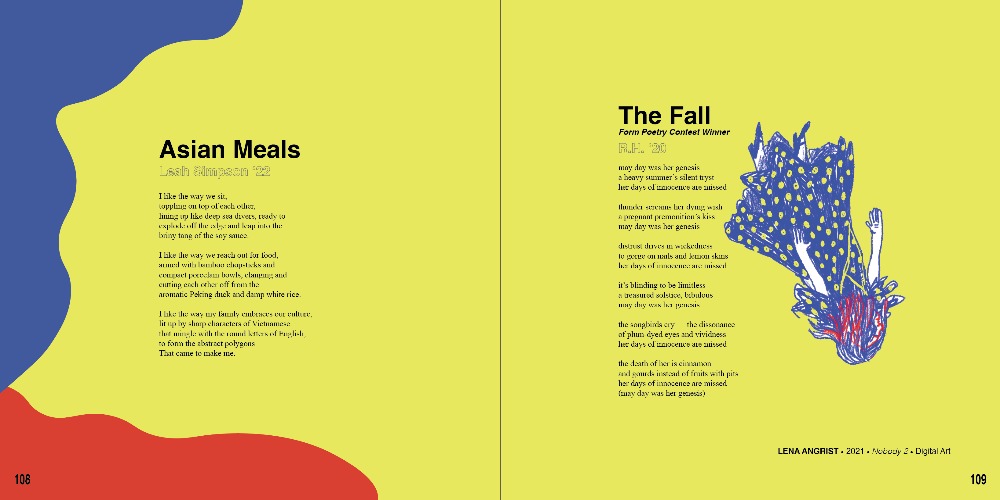 Asian Meals
Leah Simpson '22
I like the way we sit,
toppling on top of each other,
lining up like deep sea divers, ready to
explode off the edge and leap into the
briny tang of the soy sauce.
I like the way we reach out for food,
armed with bamboo chopsticks and
compact porcelain bowls, clanging and
cutting each other off from the
aromatic Peking duck and damp white rice.
I like the way my family embraces our culture,
lit up by sharp characters of Vietnamese
that mingle with the round letters of English,
to form the abstract polygons
That came to make me.
108
The Fall
Form Poetry Contest Winner
R.H. '20
may day was her genesis
a heavy summer's silent tryst
her days of innocence are missed
thunder screams her dying wish
a pregnant premonition's kiss
may day was her genesis
distrust drives in wickedness
to gorge on nails and lemon skins
her days of innocence are missed
it's blinding to be limitless
a treasured solstice, bibulous
may day was her genesis
the songbirds cry the dissonance
of plum-dyed eyes and vividness
her days of innocence are missed
the death of her is cinnamon
and gourds instead of fruits with pits
her days of innocence are missed
(may day was her genesis)
LENA ANGRIST • 2021 • Nobody 2 • Digital Art
109